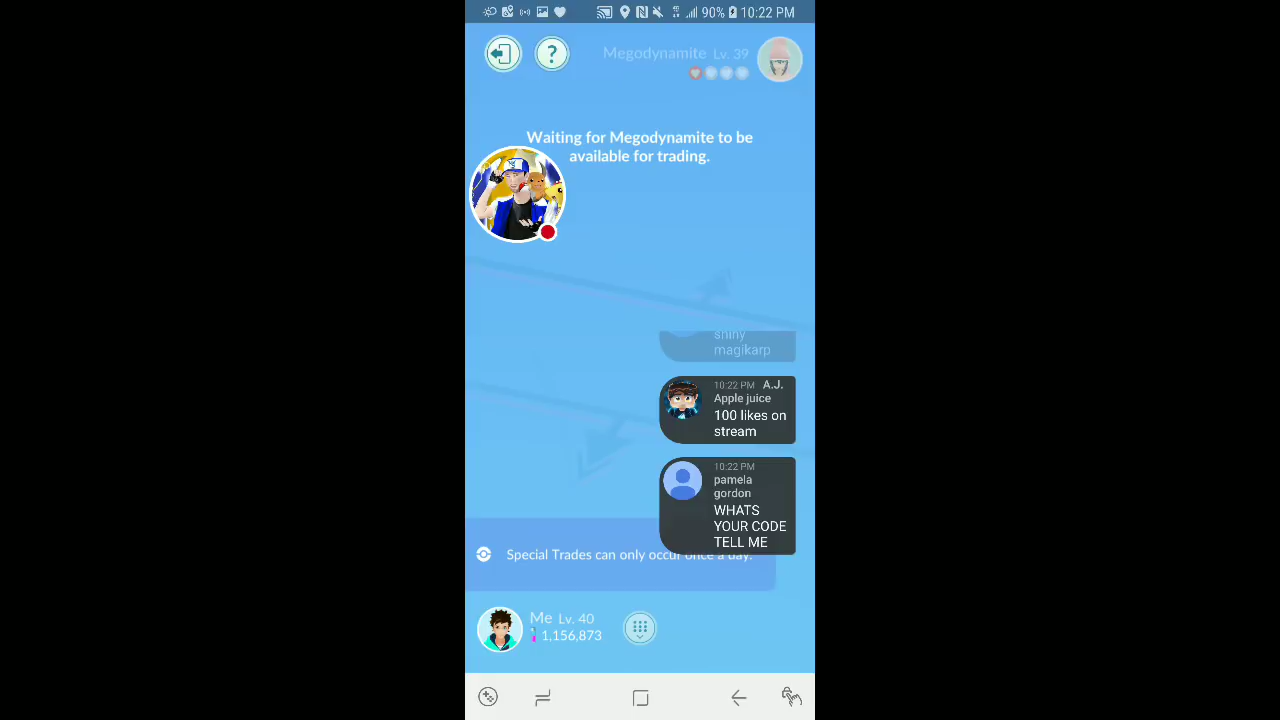 90% 10:22 PM
?
Megodynamite Lv. 39
Waiting for Megodynamite to be
available for trading.
shiny
magikarp
10:22 PM A.J.
Apple juice
100 likes on
stream
10:22 PM
pamela
gordon
WHATS
YOUR CODE
TELL ME
Special Trades can only occur once a day.
Me Lv. 40
1,156,873